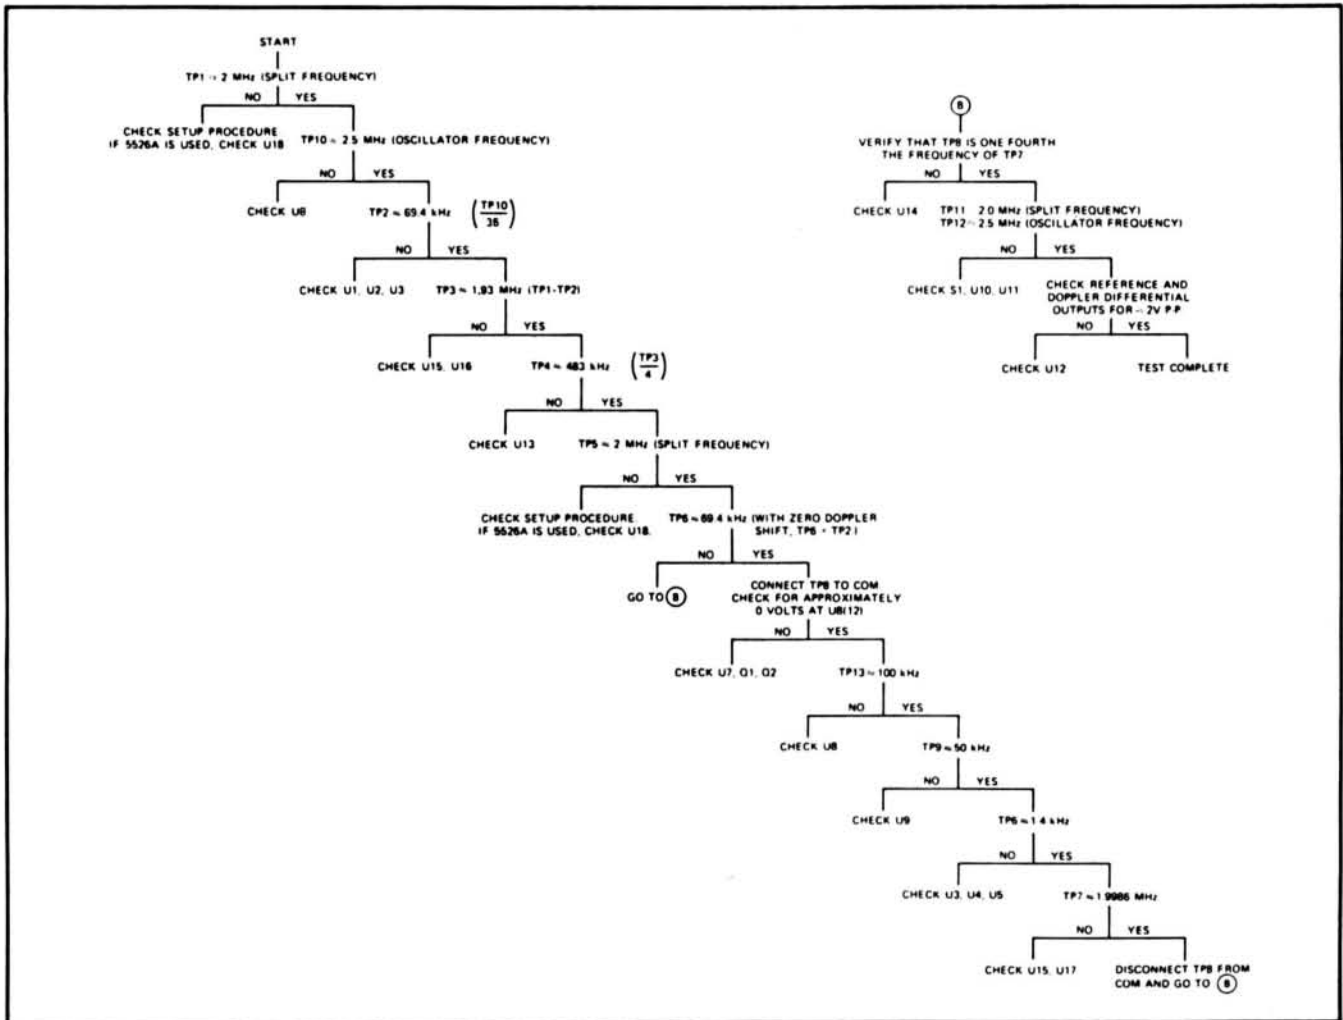 START
TP1 ≈ 2 MHz (SPLIT FREQUENCY)
NO YES
CHECK SETUP PROCEDURE
IF 5526A IS USED, CHECK U18
TP10 ≈ 2.5 MHz (OSCILLATOR FREQUENCY)
NO YES
CHECK U8
TP2 ≈ 69.4 kHz (TP10/36)
NO YES
CHECK U1, U2, U3
TP3 ≈ 1.93 MHz (TP1-TP2)
NO YES
CHECK U15, U16
TP4 ≈ 483 kHz (TP3/4)
NO YES
CHECK U13
TP5 ≈ 2 MHz (SPLIT FREQUENCY)
NO YES
CHECK SETUP PROCEDURE.
IF 5526A IS USED, CHECK U18.
TP6 ≈ 69.4 kHz (WITH ZERO DOPPLER
SHIFT, TP6 = TP2)
NO YES
GO TO B
CONNECT TP8 TO COM
CHECK FOR APPROXIMATELY
0 VOLTS AT U8(12)
NO YES
CHECK U7, Q1, Q2
TP13 ≈ 100 kHz
NO YES
CHECK U8
TP9 ≈ 50 kHz
NO YES
CHECK U9
TP6 ≈ 1.4 kHz
NO YES
CHECK U3, U4, U5
TP7 ≈ 1.9986 MHz
NO YES
CHECK U15, U17
DISCONNECT TP8 FROM
COM AND GO TO B
B
VERIFY THAT TP8 IS ONE FOURTH
THE FREQUENCY OF TP7
NO YES
CHECK U14
TP11 2.0 MHz (SPLIT FREQUENCY)
TP12 ≈ 2.5 MHz (OSCILLATOR FREQUENCY)
NO YES
CHECK S1, U10, U11
CHECK REFERENCE AND
DOPPLER DIFFERENTIAL
OUTPUTS FOR ≈ 2V P-P
NO YES
CHECK U12
TEST COMPLETE